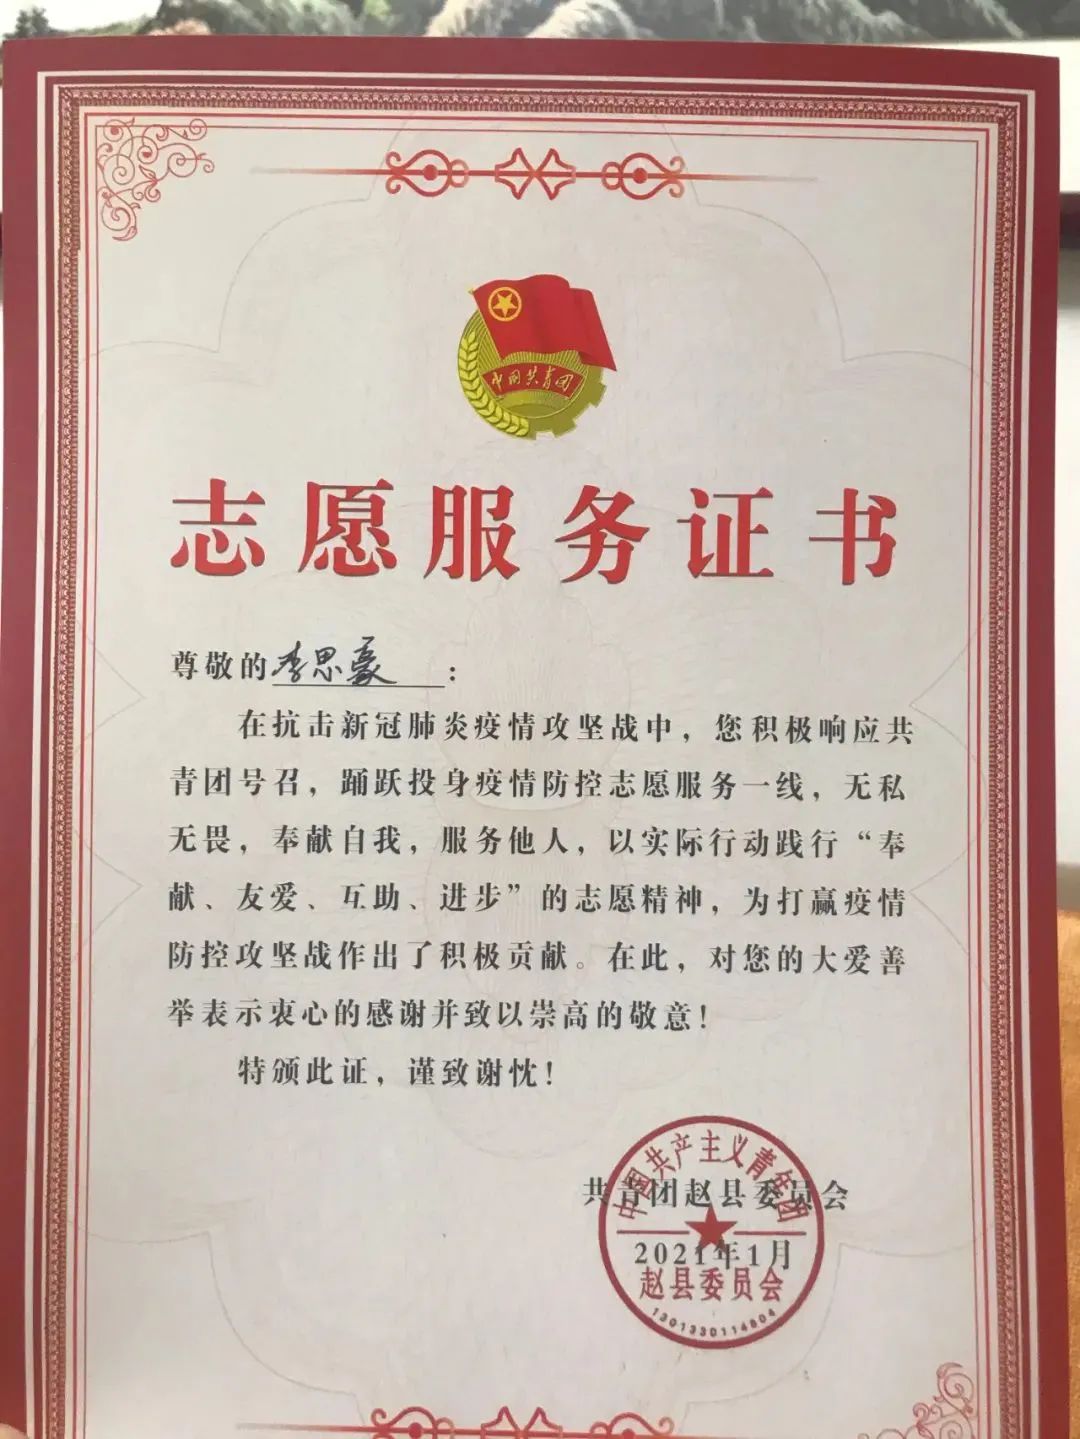 中国共青团
志愿服务证书
尊敬的李思豪：
在抗击新冠肺炎疫情攻坚战中，您积极响应共
青团号召，踊跃投身疫情防控志愿服务一线，无私
无畏，奉献自我，服务他人，以实际行动践行“奉
献、友爱、互助、进步”的志愿精神，为打赢疫情
防控攻坚战作出了积极贡献。在此，对您的大爱善
举表示衷心的感谢并致以崇高的敬意！
特颁此证，谨致谢忱！
共青团赵县委员会
2021年1月
中国共产主义青年团
赵县委员会
1301330114804